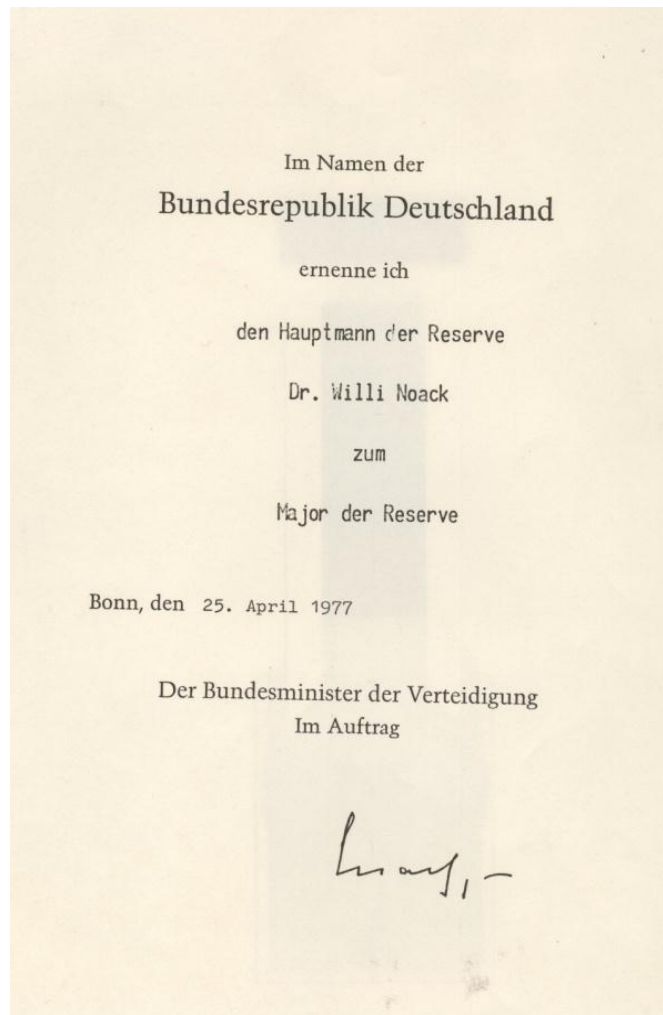 Im Namen der
Bundesrepublik Deutschland
ernenne ich
den Hauptmann der Reserve
Dr. Willi Noack
zum
Major der Reserve
Bonn, den 25. April 1977
Der Bundesminister der Verteidigung
Im Auftrag